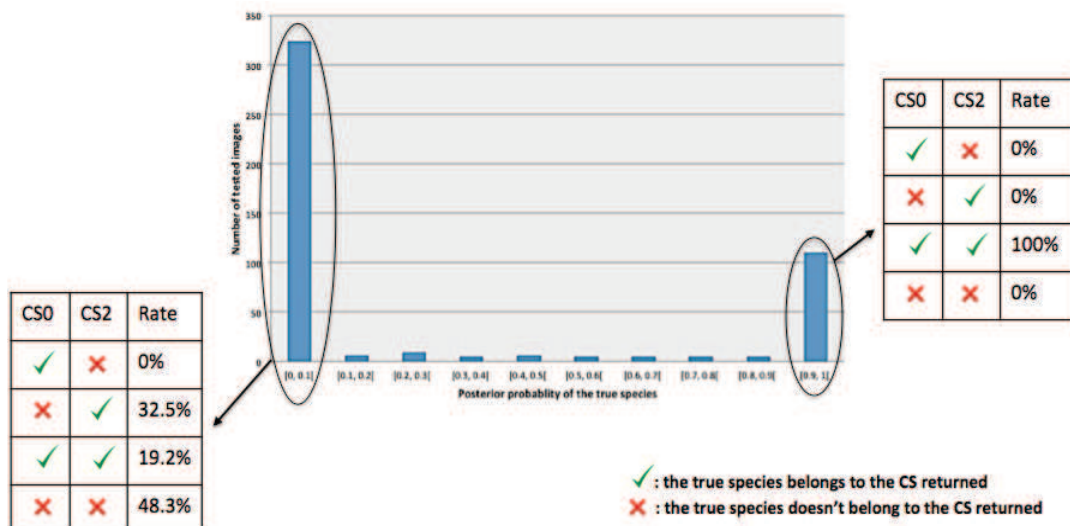 350
300
250
200
150
100
50
0
Number of tested images
[0, 0.1[
[0.1, 0.2[
[0.2, 0.3[
[0.3, 0.4[
[0.4, 0.5[
[0.5, 0.6[
[0.6, 0.7[
[0.7, 0.8[
[0.8, 0.9[
[0.9, 1]
Posterior probablity of the true species
CS0 CS2 Rate
✓ ✗ 0%
✗ ✓ 0%
✓ ✓ 100%
✗ ✗ 0%
CS0 CS2 Rate
✓ ✗ 0%
✗ ✓ 32.5%
✓ ✓ 19.2%
✗ ✗ 48.3%
✓ : the true species belongs to the CS returned
✗ : the true species doesn't belong to the CS returned